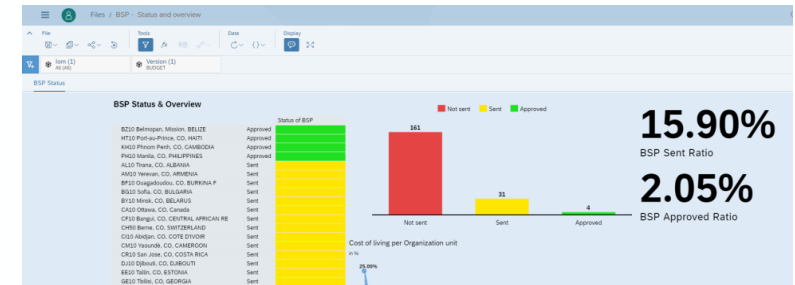 Files / BSP - Status and overview
File
Tools
Data
Display
Iom (1)
Version (1)
BUDGET
BSP Status
BSP Status & Overview
Status of BSP
BZ10 Belmopan, Mission, BELIZE Approved
HT10 Port-au-Prince, CO, HAITI Approved
KH10 Phnom Penh, CO, CAMBODIA Approved
PH10 Manila, CO, PHILIPPINES Approved
AL10 Tirana, CO, ALBANIA Sent
AM10 Yerevan, CO, ARMENIA Sent
BF10 Ouagadoudou, CO, BURKINA F Sent
BG10 Sofia, CO, BULGARIA Sent
BY10 Minsk, CO, BELARUS Sent
CA10 Ottawa, CO, Canada Sent
CF10 Bangui, CO, CENTRAL AFRICAN RE Sent
CH50 Berne, CO, SWITZERLAND Sent
CI10 Abidjan, CO, COTE D'IVOIR Sent
CM10 Yaoundé, CO, CAMEROON Sent
CR10 San Jose, CO, COSTA RICA Sent
DJ10 Djibouti, CO, DJIBOUTI Sent
EE10 Tallin, CO, ESTONIA Sent
GE10 Tbilisi, CO, GEORGIA Sent
Not sent Sent Approved
161
31
4
Not sent Sent Approved
Cost of living per Organization unit
in %
25.00%
15.90%
BSP Sent Ratio
2.05%
BSP Approved Ratio